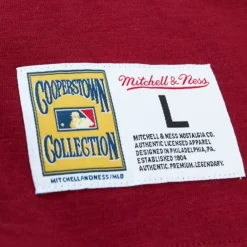 COOPERSTOWN
COLLECTION
MITCHELLANDNESS/MLB
Mitchell & Ness
L
MITCHELL & NESS NOSTALGIA CO.
AUTHENTIC LICENSED APPAREL
DESIGNED IN PHILADELPHIA, PA.
ESTABLISHED 1904
AUTHENTIC. PREMIUM. LEGENDARY.